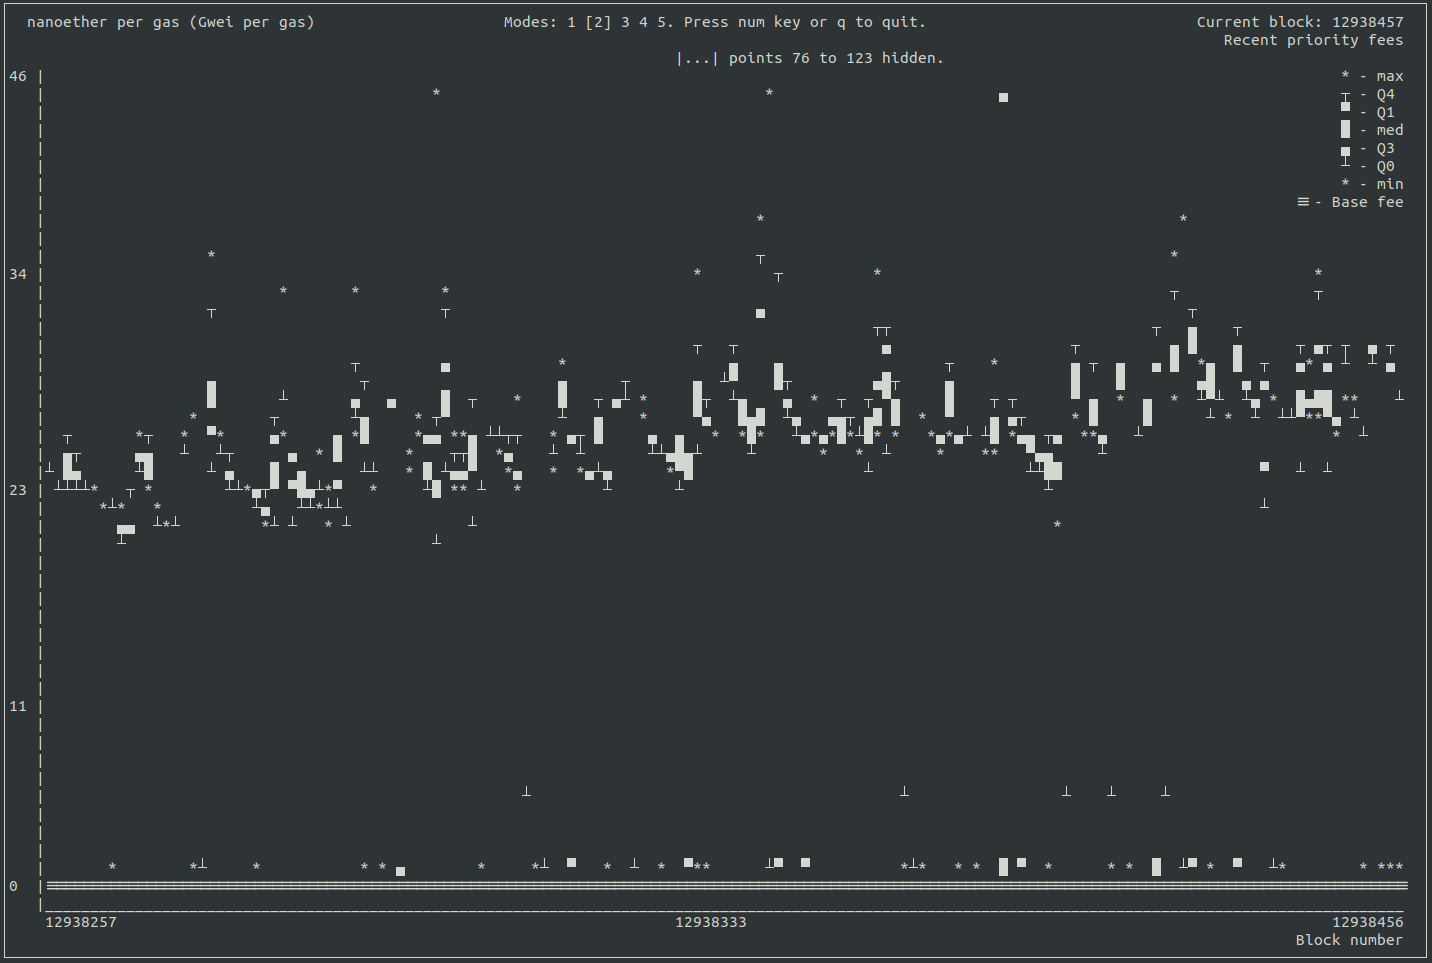 nanoether per gas (Gwei per gas) Modes: 1 [2] 3 4 5. Press num key or q to quit. Current block: 12938457
Recent priority fees
|...| points 76 to 123 hidden.
46
* - max
- Q4
- Q1
- med
- Q3
- Q0
* - min
≡ - Base fee
34
23
11
0
12938257 12938333 12938456
Block number